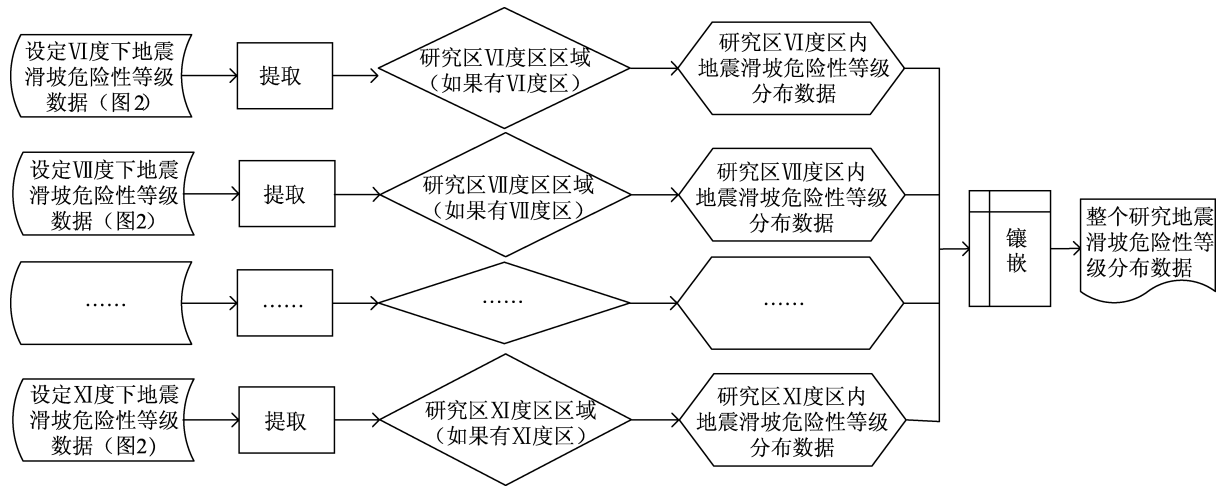 设定Ⅵ度下地震
滑坡危险性等级
数据（图2）
提取
研究区Ⅵ度区区域
（如果有Ⅵ度区）
研究区Ⅵ度区内
地震滑坡危险性等级
分布数据
设定Ⅶ度下地震
滑坡危险性等级
数据（图2）
提取
研究区Ⅶ度区区域
（如果有Ⅶ度区）
研究区Ⅶ度区内
地震滑坡危险性等级
分布数据
……
……
……
……
设定Ⅺ度下地震
滑坡危险性等级
数据（图2）
提取
研究区Ⅺ度区区域
（如果有Ⅺ度区）
研究区Ⅺ度区内
地震滑坡危险性等级
分布数据
镶
嵌
整个研究地震
滑坡危险性等
级分布数据